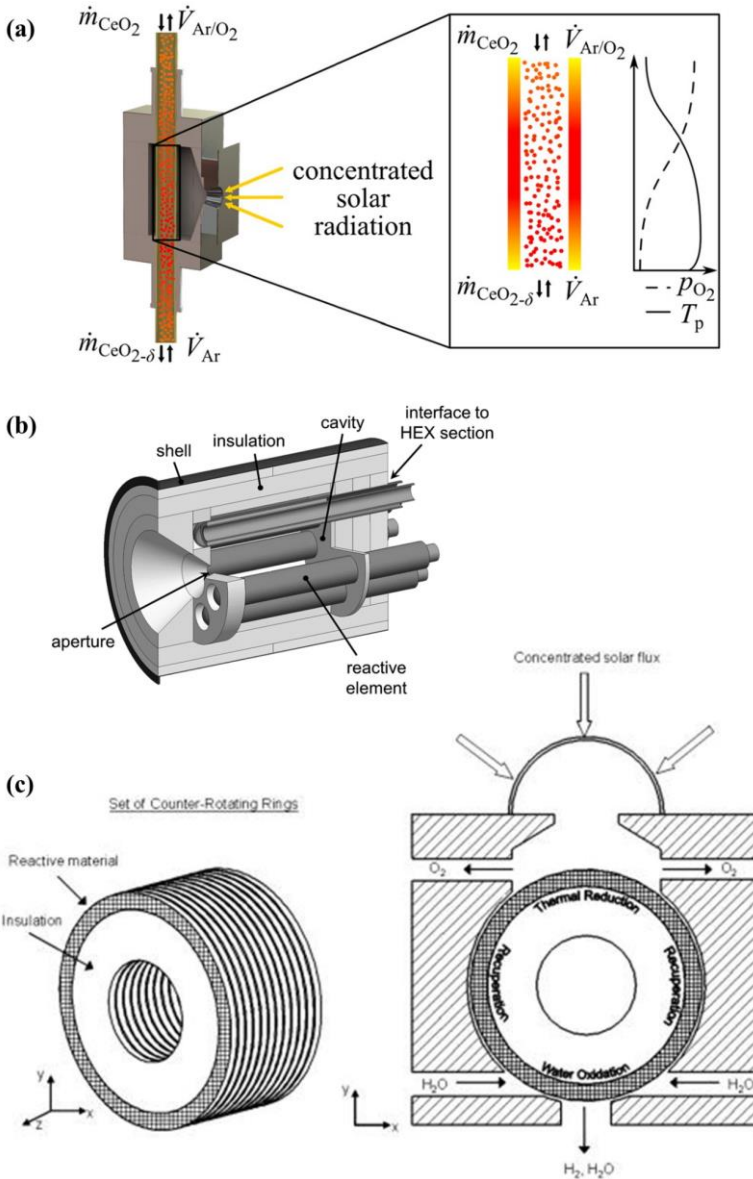 (a)
ṁCeO₂ V̇Ar/O₂
concentrated
solar
radiation
ṁCeO₂₋δ V̇Ar
ṁCeO₂ V̇Ar/O₂
ṁCeO₂₋δ V̇Ar
pO₂
Tp
(b)
shell
insulation
cavity
interface to
HEX section
aperture
reactive
element
(c)
Set of Counter-Rotating Rings
Reactive material
Insulation
y
x
z
Concentrated solar flux
O₂
O₂
Thermal Reduction
Recuperation
Recuperation
Water Oxidation
H₂O
H₂O
y
x
H₂, H₂O